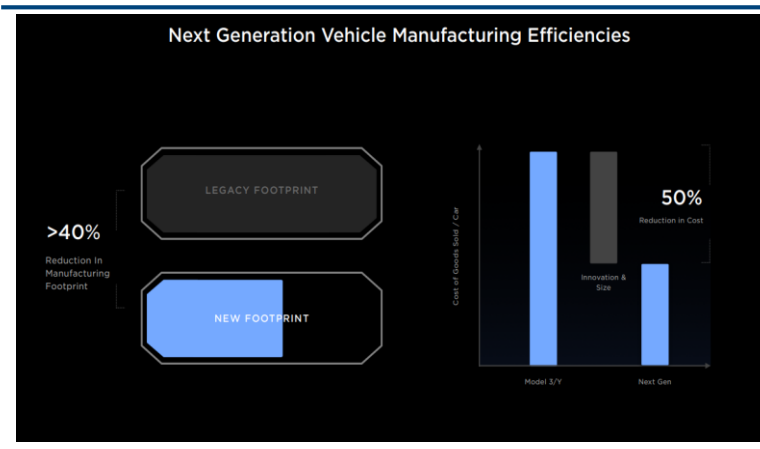 Next Generation Vehicle Manufacturing Efficiencies
LEGACY FOOTPRINT
>40%
Reduction In
Manufacturing
Footprint
NEW FOOTPRINT
Cost of Goods Sold / Car
50%
Reduction in Cost
Innovation &
Size
Model 3/Y
Next Gen